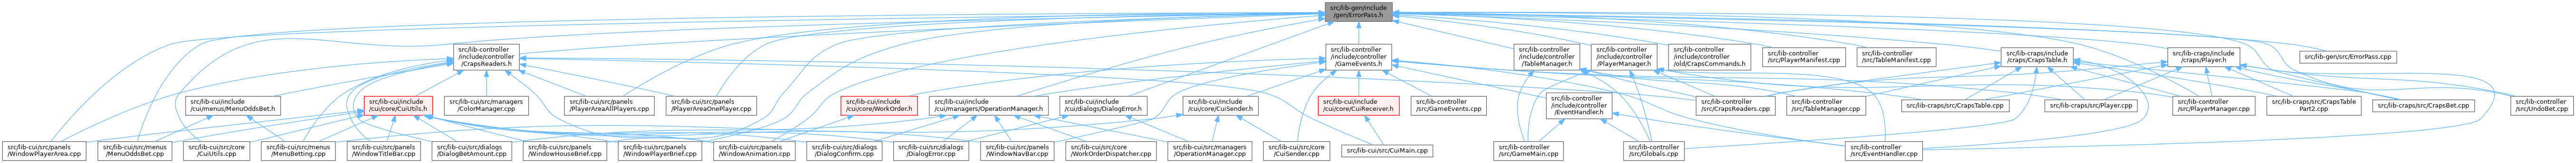 src/lib-gen/include
/gen/ErrorPass.h
src/lib-controller
/include/controller
/CrapsReaders.h
src/lib-controller
/include/controller
/GameEvents.h
src/lib-controller
/include/controller
/TableManager.h
src/lib-controller
/include/controller
/PlayerManager.h
src/lib-controller
/include/controller
/old/CrapsCommands.h
src/lib-controller
/src/PlayerManifest.cpp
src/lib-controller
/src/TableManifest.cpp
src/lib-craps/include
/craps/CrapsTable.h
src/lib-craps/include
/craps/Player.h
src/lib-gen/src/ErrorPass.cpp
src/lib-cui/include
/cui/menus/MenuOddsBet.h
src/lib-cui/include
/cui/core/CuiUtils.h
src/lib-cui/src/managers
/ColorManager.cpp
src/lib-cui/src/panels
/PlayerAreaAllPlayers.cpp
src/lib-cui/src/panels
/PlayerAreaOnePlayer.cpp
src/lib-cui/include
/cui/core/WorkOrder.h
src/lib-cui/include
/cui/managers/OperationManager.h
src/lib-cui/include
/cui/dialogs/DialogError.h
src/lib-cui/include
/cui/core/CuiSender.h
src/lib-cui/include
/cui/core/CuiReceiver.h
src/lib-controller
/src/GameEvents.cpp
src/lib-controller
/include/controller
/EventHandler.h
src/lib-controller
/src/CrapsReaders.cpp
src/lib-controller
/src/TableManager.cpp
src/lib-craps/src/CrapsTable.cpp
src/lib-craps/src/Player.cpp
src/lib-controller
/src/PlayerManager.cpp
src/lib-craps/src/CrapsTable
Part2.cpp
src/lib-craps/src/CrapsBet.cpp
src/lib-controller
/src/UndoBet.cpp
src/lib-cui/src/panels
/WindowPlayerArea.cpp
src/lib-cui/src/menus
/MenuOddsBet.cpp
src/lib-cui/src/core
/CuiUtils.cpp
src/lib-cui/src/menus
/MenuBetting.cpp
src/lib-cui/src/panels
/WindowTitleBar.cpp
src/lib-cui/src/dialogs
/DialogBetAmount.cpp
src/lib-cui/src/panels
/WindowHouseBrief.cpp
src/lib-cui/src/panels
/WindowPlayerBrief.cpp
src/lib-cui/src/panels
/WindowAnimation.cpp
src/lib-cui/src/dialogs
/DialogConfirm.cpp
src/lib-cui/src/dialogs
/DialogError.cpp
src/lib-cui/src/panels
/WindowNavBar.cpp
src/lib-cui/src/core
/WorkOrderDispatcher.cpp
src/lib-cui/src/managers
/OperationManager.cpp
src/lib-cui/src/core
/CuiSender.cpp
src/lib-cui/src/CuiMain.cpp
src/lib-controller
/src/GameMain.cpp
src/lib-controller
/src/Globals.cpp
src/lib-controller
/src/EventHandler.cpp